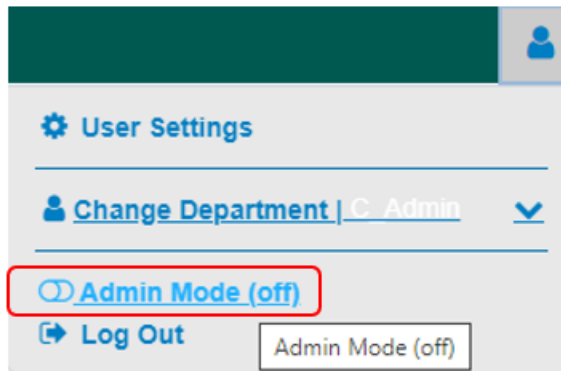 User Settings
Change Department | C_Admin
Admin Mode (off)
Log Out
Admin Mode (off)